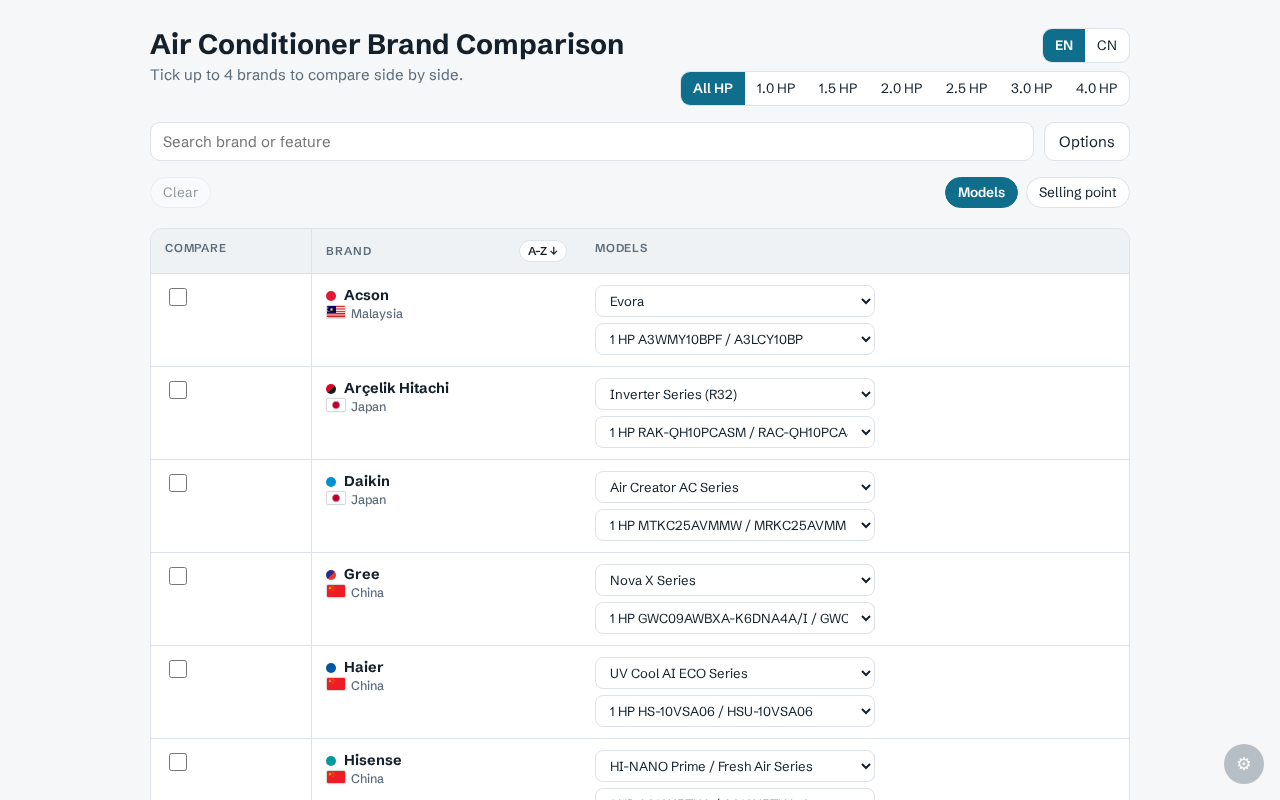 Air Conditioner Brand Comparison
Tick up to 4 brands to compare side by side.
EN CN
All HP 1.0 HP 1.5 HP 2.0 HP 2.5 HP 3.0 HP 4.0 HP
Search brand or feature
Options
Clear
Models Selling point
COMPARE BRAND A-Z ↓ MODELS
Acson
Malaysia
Evora
1 HP A3WMY10BPF / A3LCY10BP
Arçelik Hitachi
Japan
Inverter Series (R32)
1 HP RAK-QH10PCASM / RAC-QH10PCA
Daikin
Japan
Air Creator AC Series
1 HP MTKC25AVMMW / MRKC25AVMM
Gree
China
Nova X Series
1 HP GWC09AWBXA-K6DNA4A/I / GWC
Haier
China
UV Cool AI ECO Series
1 HP HS-10VSA06 / HSU-10VSA06
Hisense
China
HI-NANO Prime / Fresh Air Series